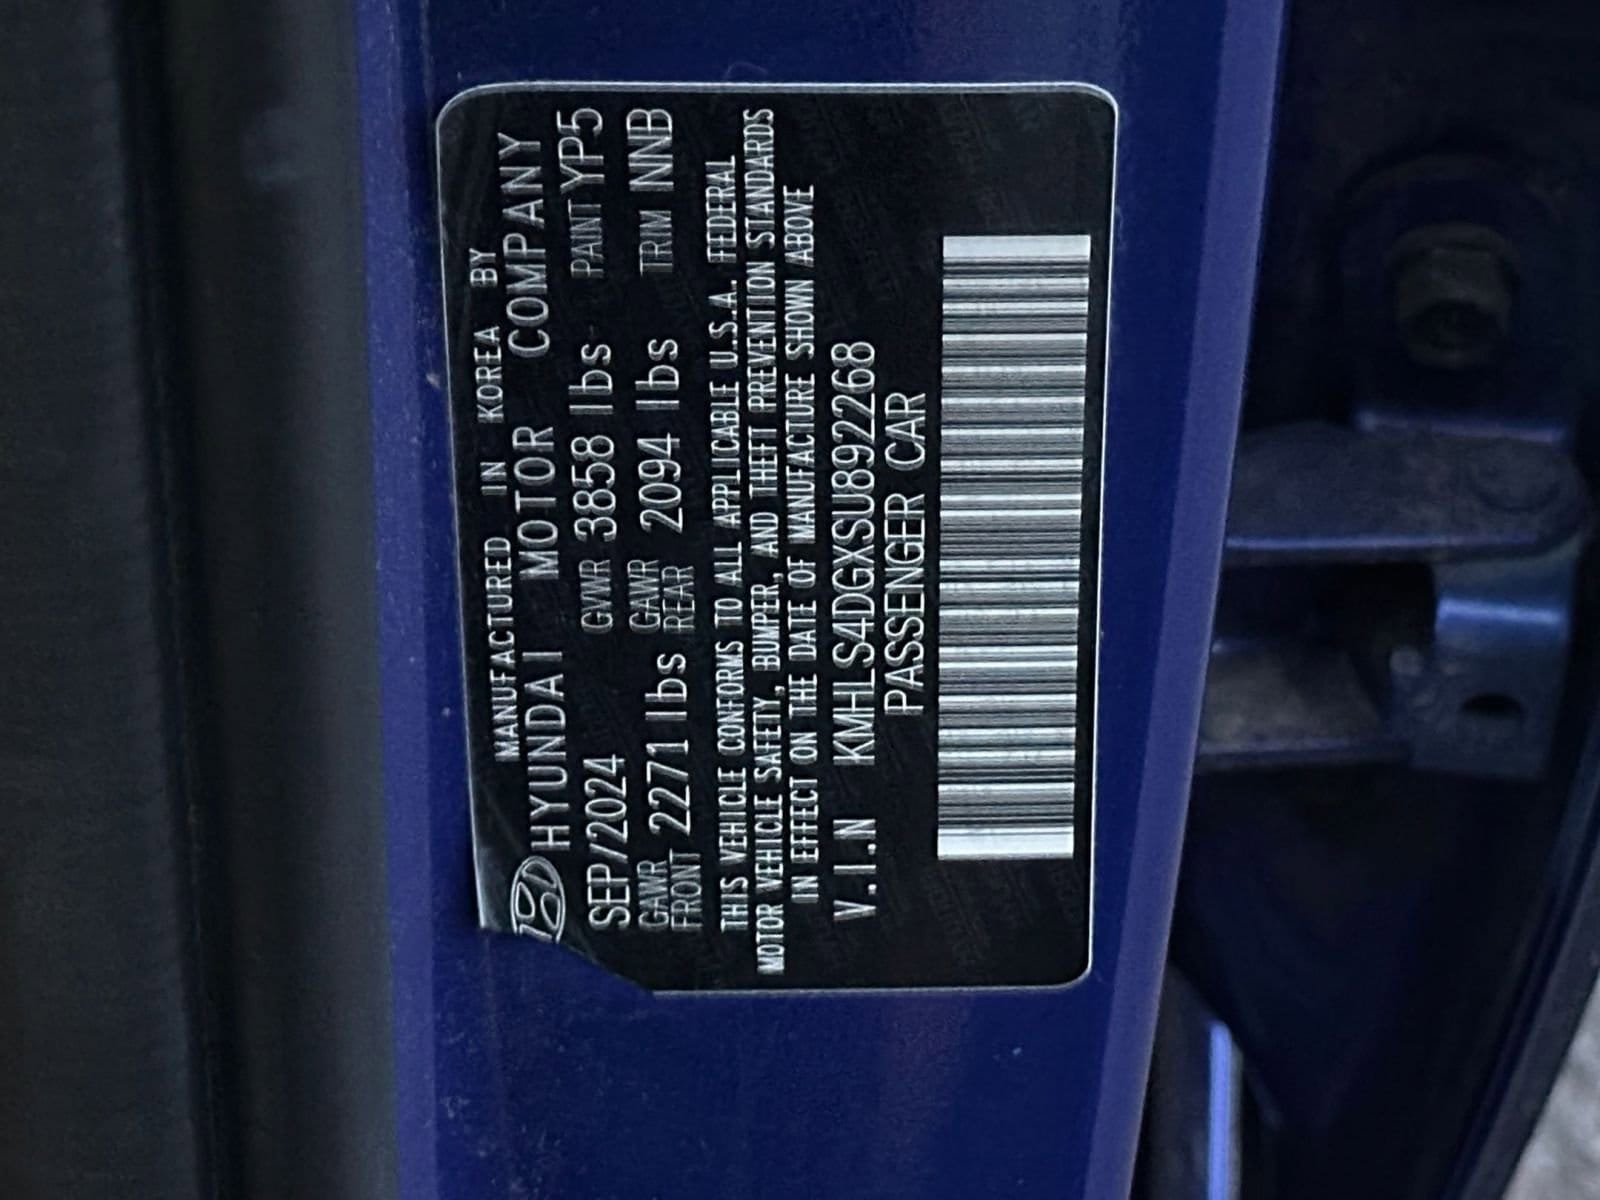 MANUFACTURED IN KOREA BY
HYUNDAI MOTOR COMPANY
SEP/2024 GVWR 3858 lbs PAINT YP5
GAWR FRONT 2271 lbs GAWR REAR 2094 lbs TRIM NNB
THIS VEHICLE CONFORMS TO ALL APPLICABLE U.S.A. FEDERAL
MOTOR VEHICLE SAFETY, BUMPER, AND THEFT PREVENTION STANDARDS
IN EFFECT ON THE DATE OF MANUFACTURE SHOWN ABOVE
V.I.N KMHLS4DGXSU892268
PASSENGER CAR